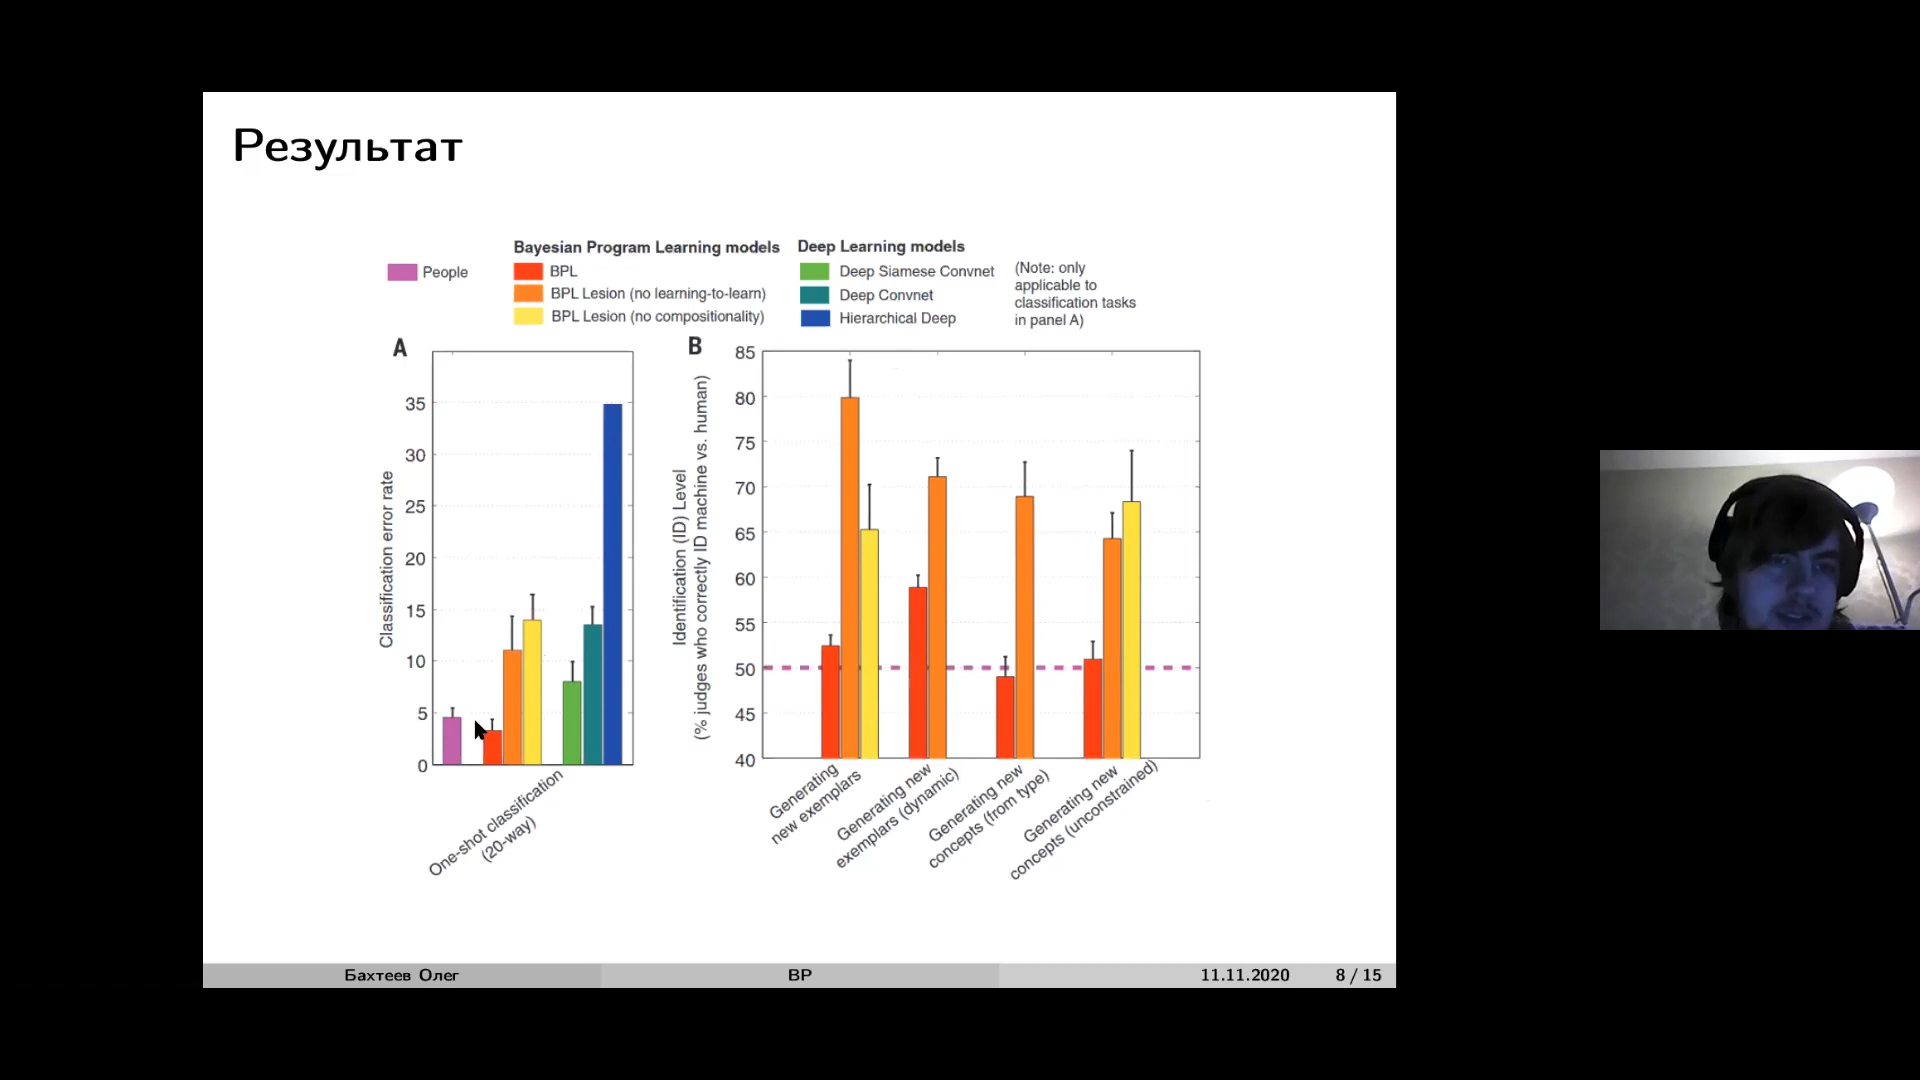 Результат
People
Bayesian Program Learning models
BPL
BPL Lesion (no learning-to-learn)
BPL Lesion (no compositionality)
Deep Learning models
Deep Siamese Convnet
Deep Convnet
Hierarchical Deep
(Note: only
applicable to
classification tasks
in panel A)
A
Classification error rate
35
30
25
20
15
10
5
0
One-shot classification
(20-way)
B
Identification (ID) Level
(% judges who correctly ID machine vs. human)
85
80
75
70
65
60
55
50
45
40
Generating
new exemplars
Generating new
exemplars (dynamic)
Generating new
concepts (from type)
Generating new
concepts (unconstrained)
Бахтеев Олег
ВР
11.11.2020
8 / 15